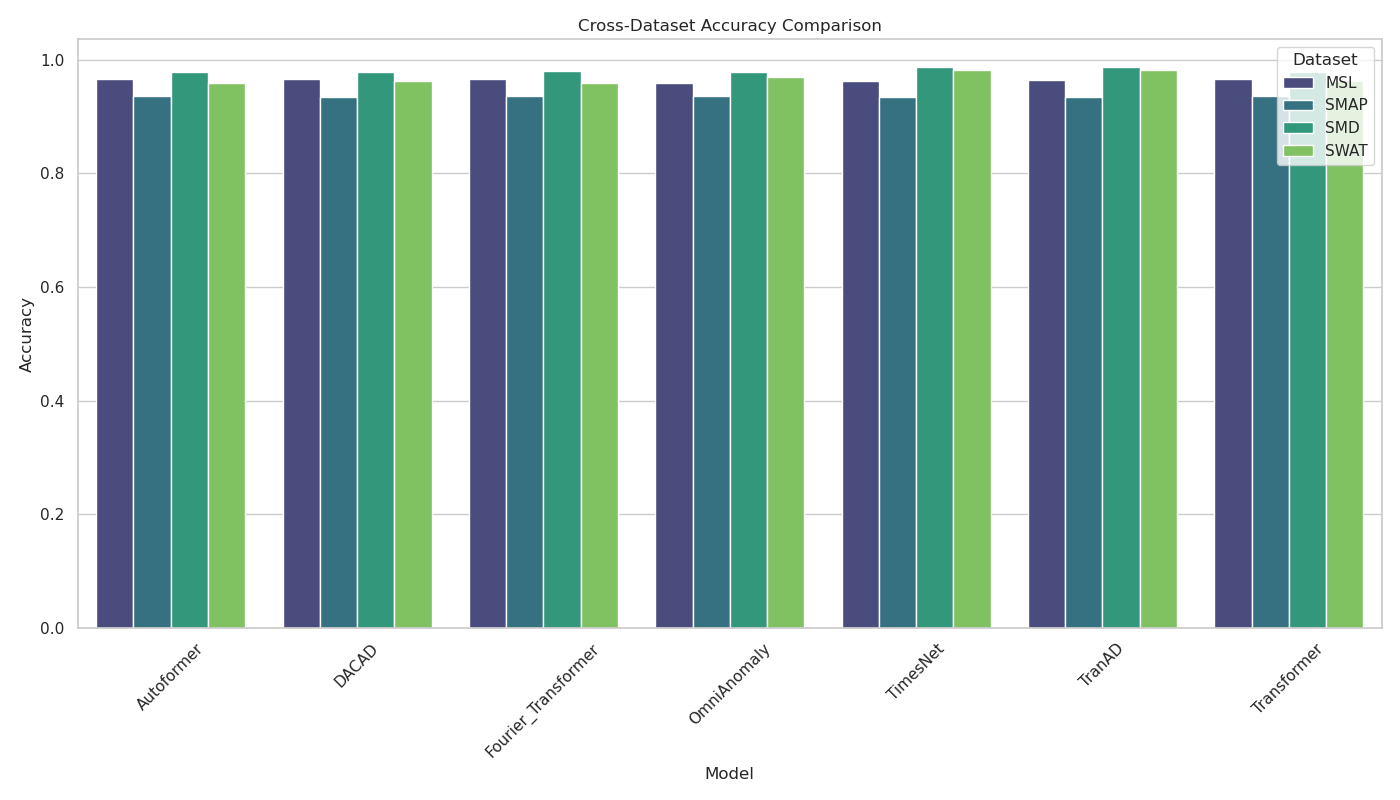 Cross-Dataset Accuracy Comparison
Dataset
MSL
SMAP
SMD
SWAT
Accuracy
1.0
0.8
0.6
0.4
0.2
0.0
Autoformer
DACAD
Fourier_Transformer
OmniAnomaly
TimesNet
TranAD
Transformer
Model